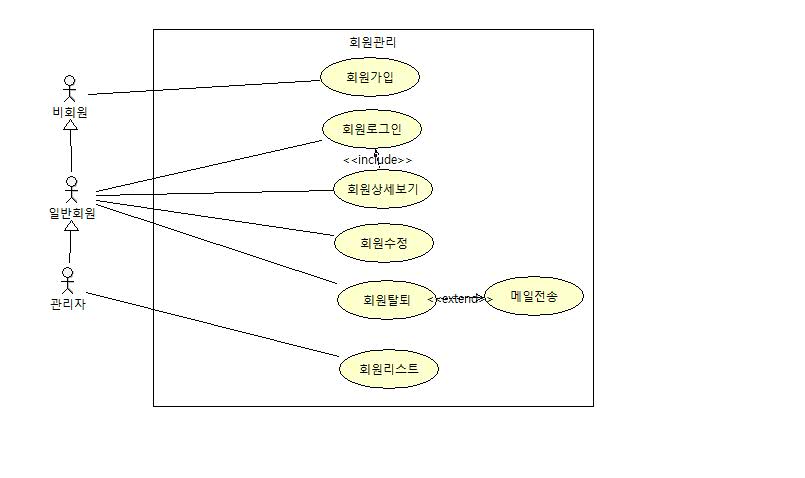 회원관리
회원가입
비회원
회원로그인
<<include>>
회원상세보기
일반회원
회원수정
회원탈퇴
<<extend>>
메일전송
관리자
회원리스트